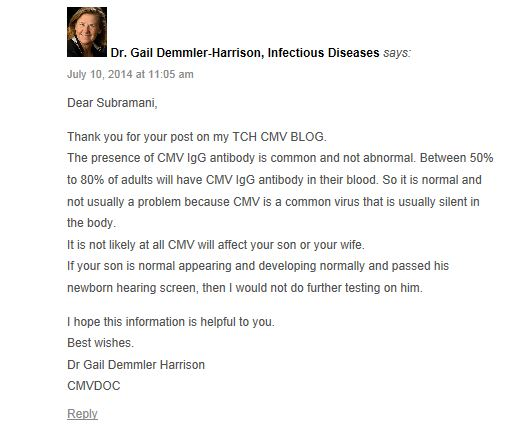 Dr. Gail Demmler-Harrison, Infectious Diseases says:
July 10, 2014 at 11:05 am
Dear Subramani,
Thank you for your post on my TCH CMV BLOG.
The presence of CMV IgG antibody is common and not abnormal. Between 50%
to 80% of adults will have CMV IgG antibody in their blood. So it is normal and
not usually a problem because CMV is a common virus that is usually silent in
the body.
It is not likely at all CMV will affect your son or your wife.
If your son is normal appearing and developing normally and passed his
newborn hearing screen, then I would not do further testing on him.
I hope this information is helpful to you.
Best wishes.
Dr Gail Demmler Harrison
CMVDOC
Reply